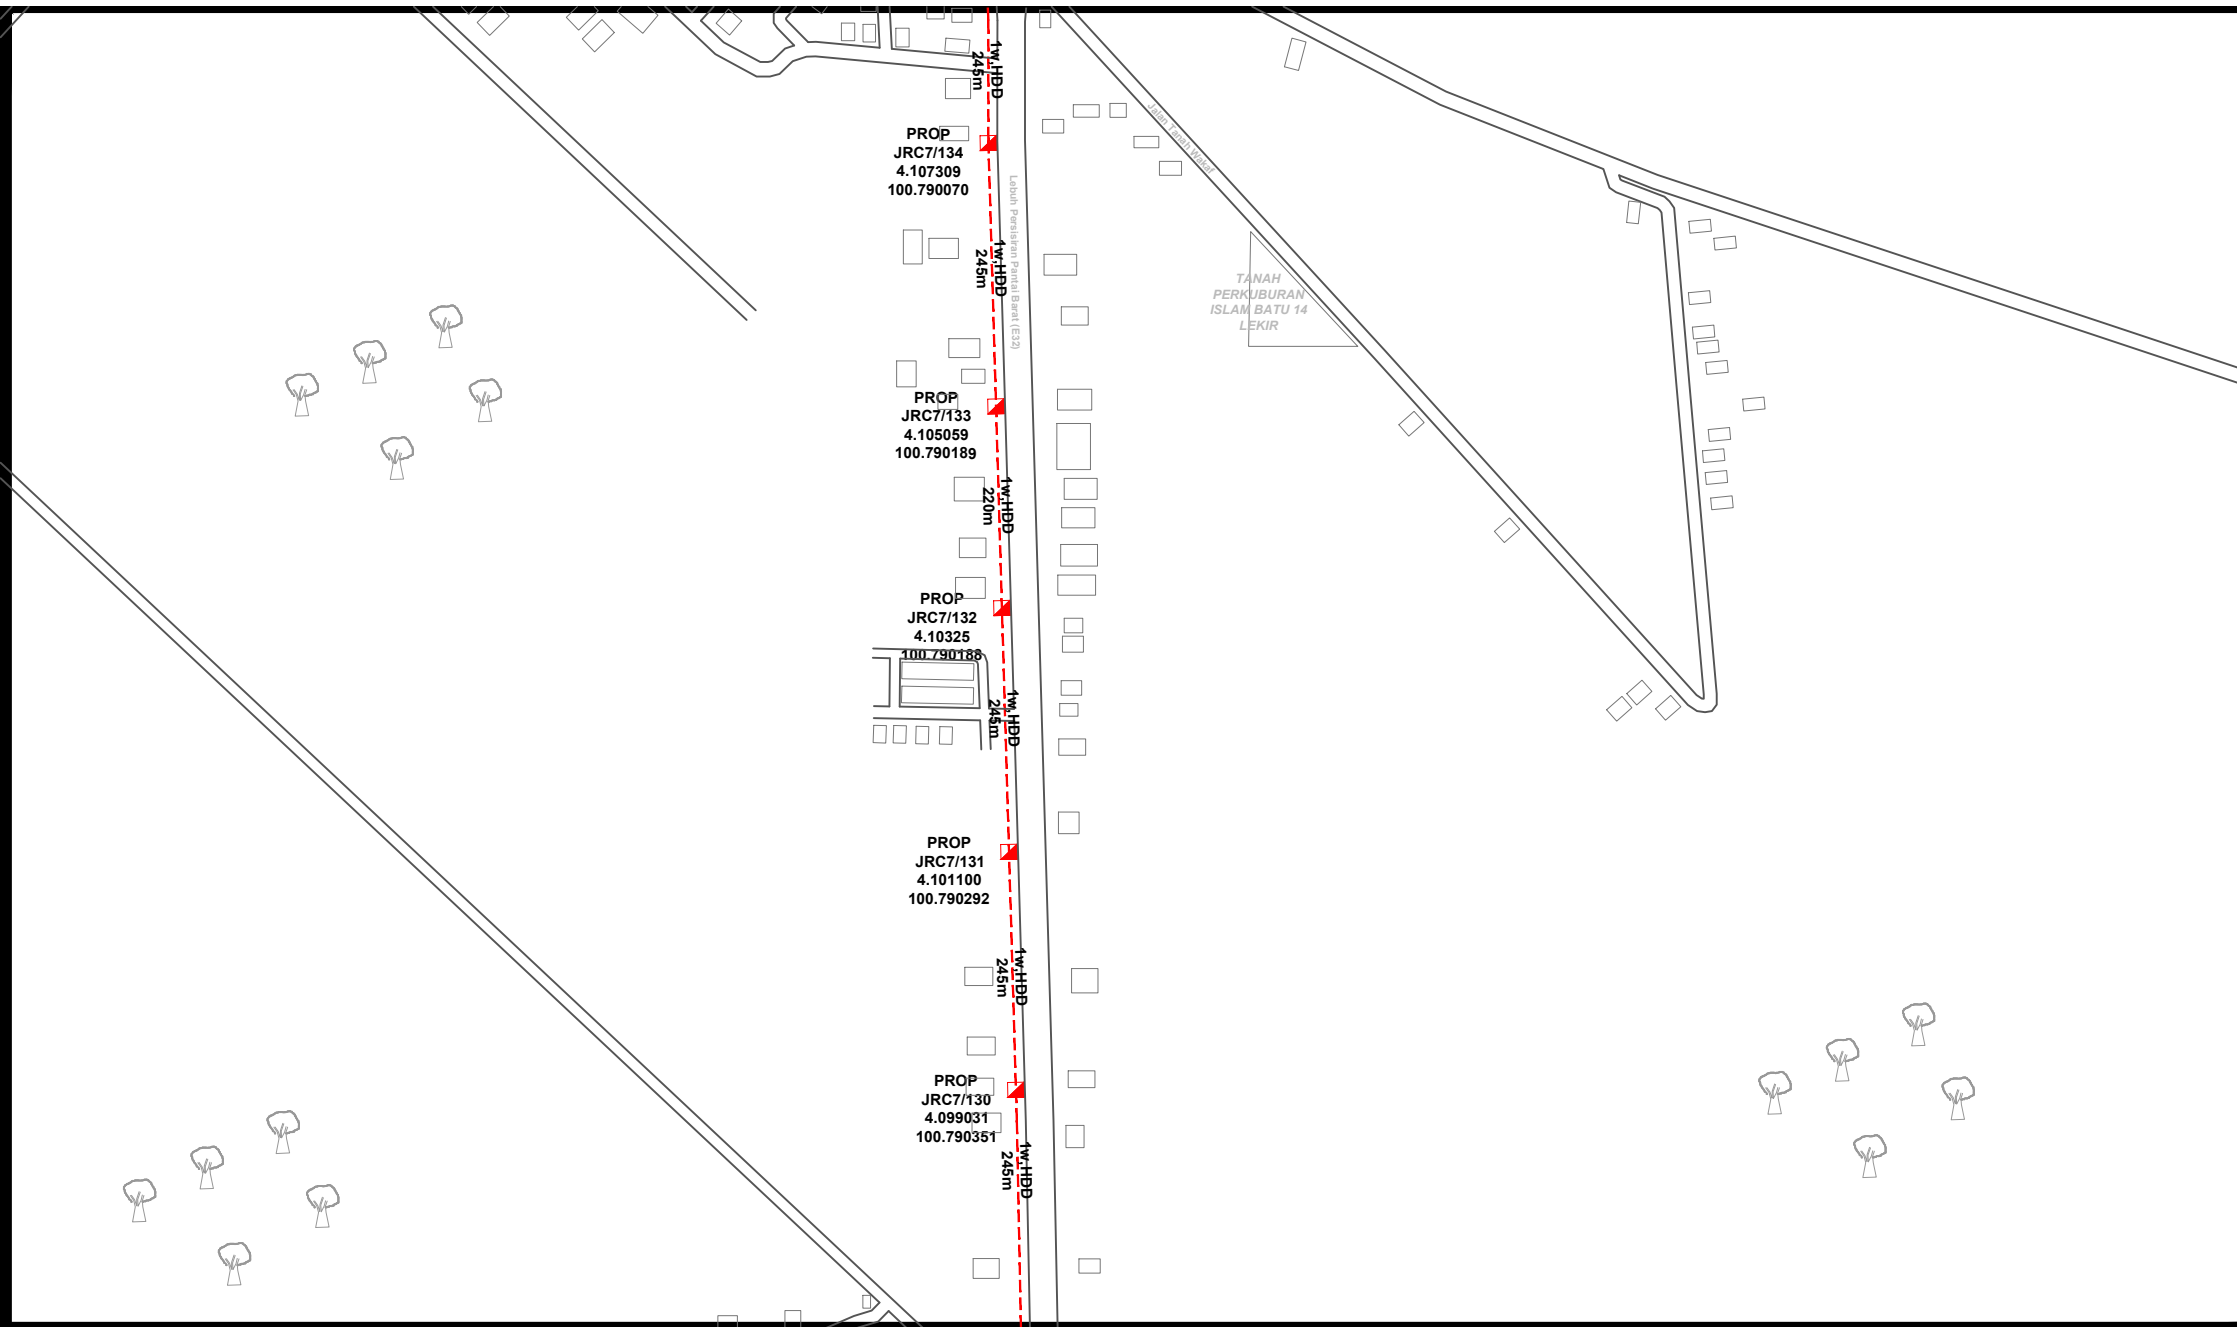 1w,HDD
245m
PROP
JRC7/134
4.107309
100.790070
Jalan Tanah Wakaf
Lebuh Persisiran Pantai Barat (E32)
1w,HDD
245m
TANAH
PERKUBURAN
ISLAM BATU 14
LEKIR
PROP
JRC7/133
4.105059
100.790189
1w,HDD
220m
PROP
JRC7/132
4.10325
100.790188
1w,HDD
245m
PROP
JRC7/131
4.101100
100.790292
1w,HDD
245m
PROP
JRC7/130
4.099031
100.790351
1w,HDD
245m